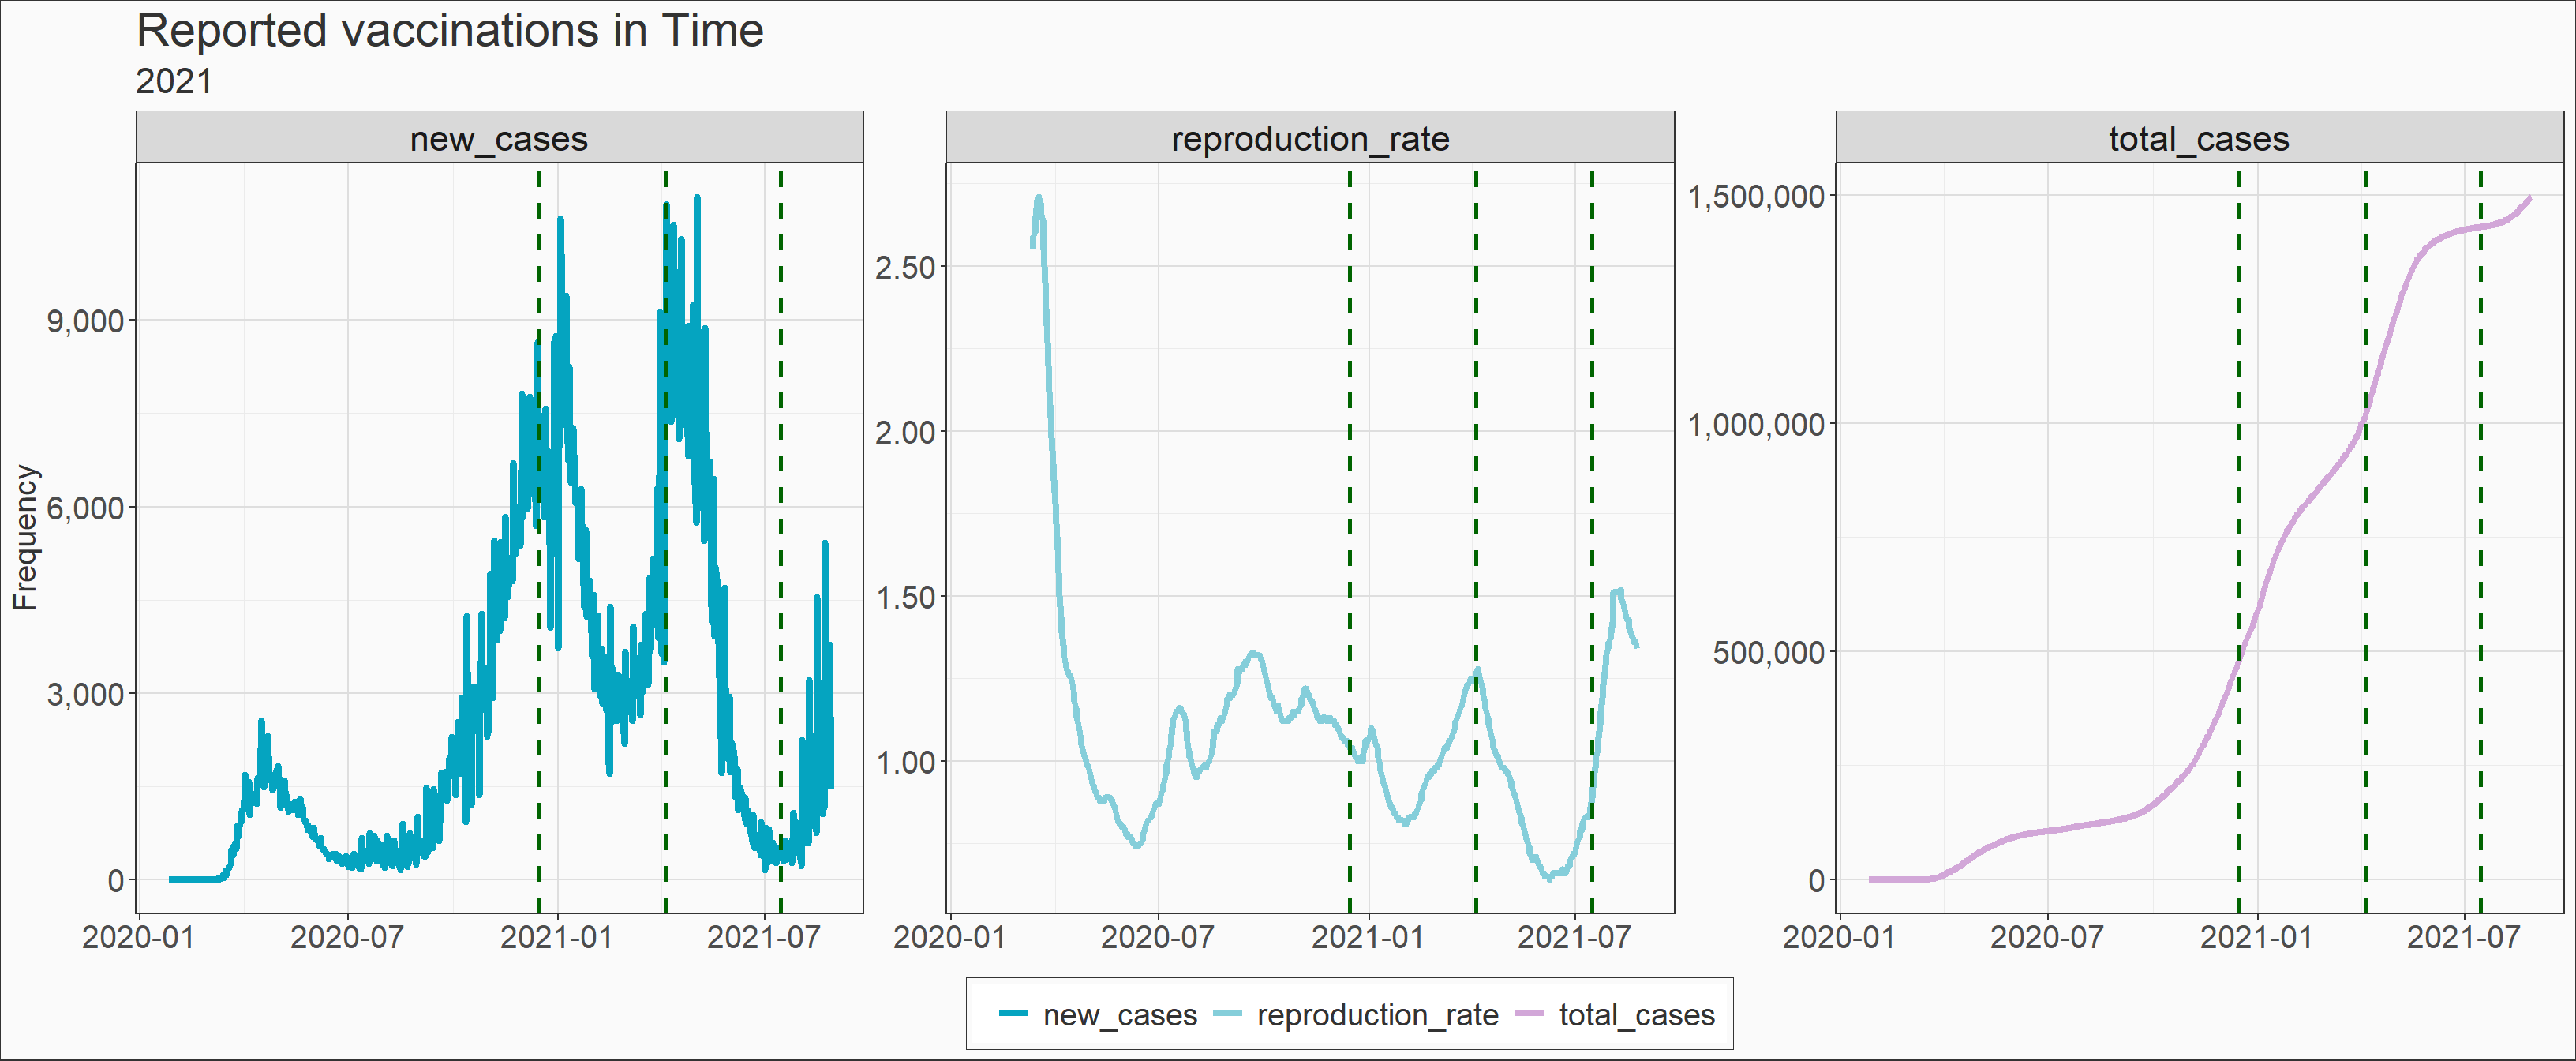 Reported vaccinations in Time
2021
new_cases
reproduction_rate
total_cases
Frequency
9,000
6,000
3,000
0
2.50
2.00
1.50
1.00
1,500,000
1,000,000
500,000
0
2020-01 2020-07 2021-01 2021-07
2020-01 2020-07 2021-01 2021-07
2020-01 2020-07 2021-01 2021-07
new_cases reproduction_rate total_cases